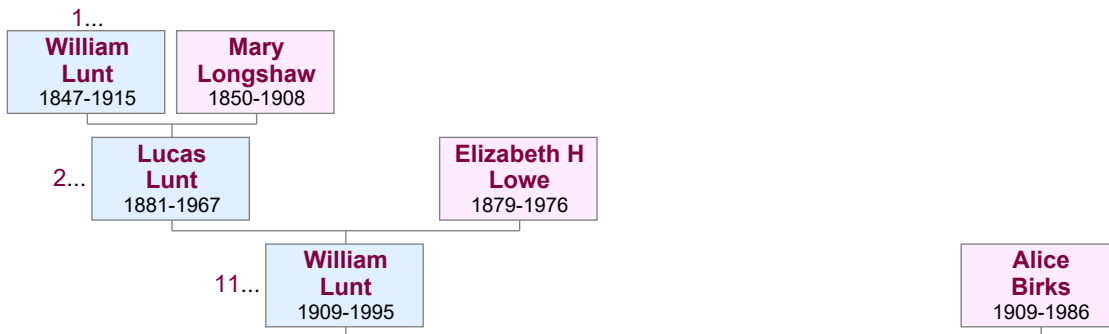 1...
William Mary
Lunt Longshaw
1847-1915 1850-1908
Lucas Elizabeth H
2... Lunt Lowe
1881-1967 1879-1976
William Alice
11... Lunt Birks
1909-1995 1909-1986